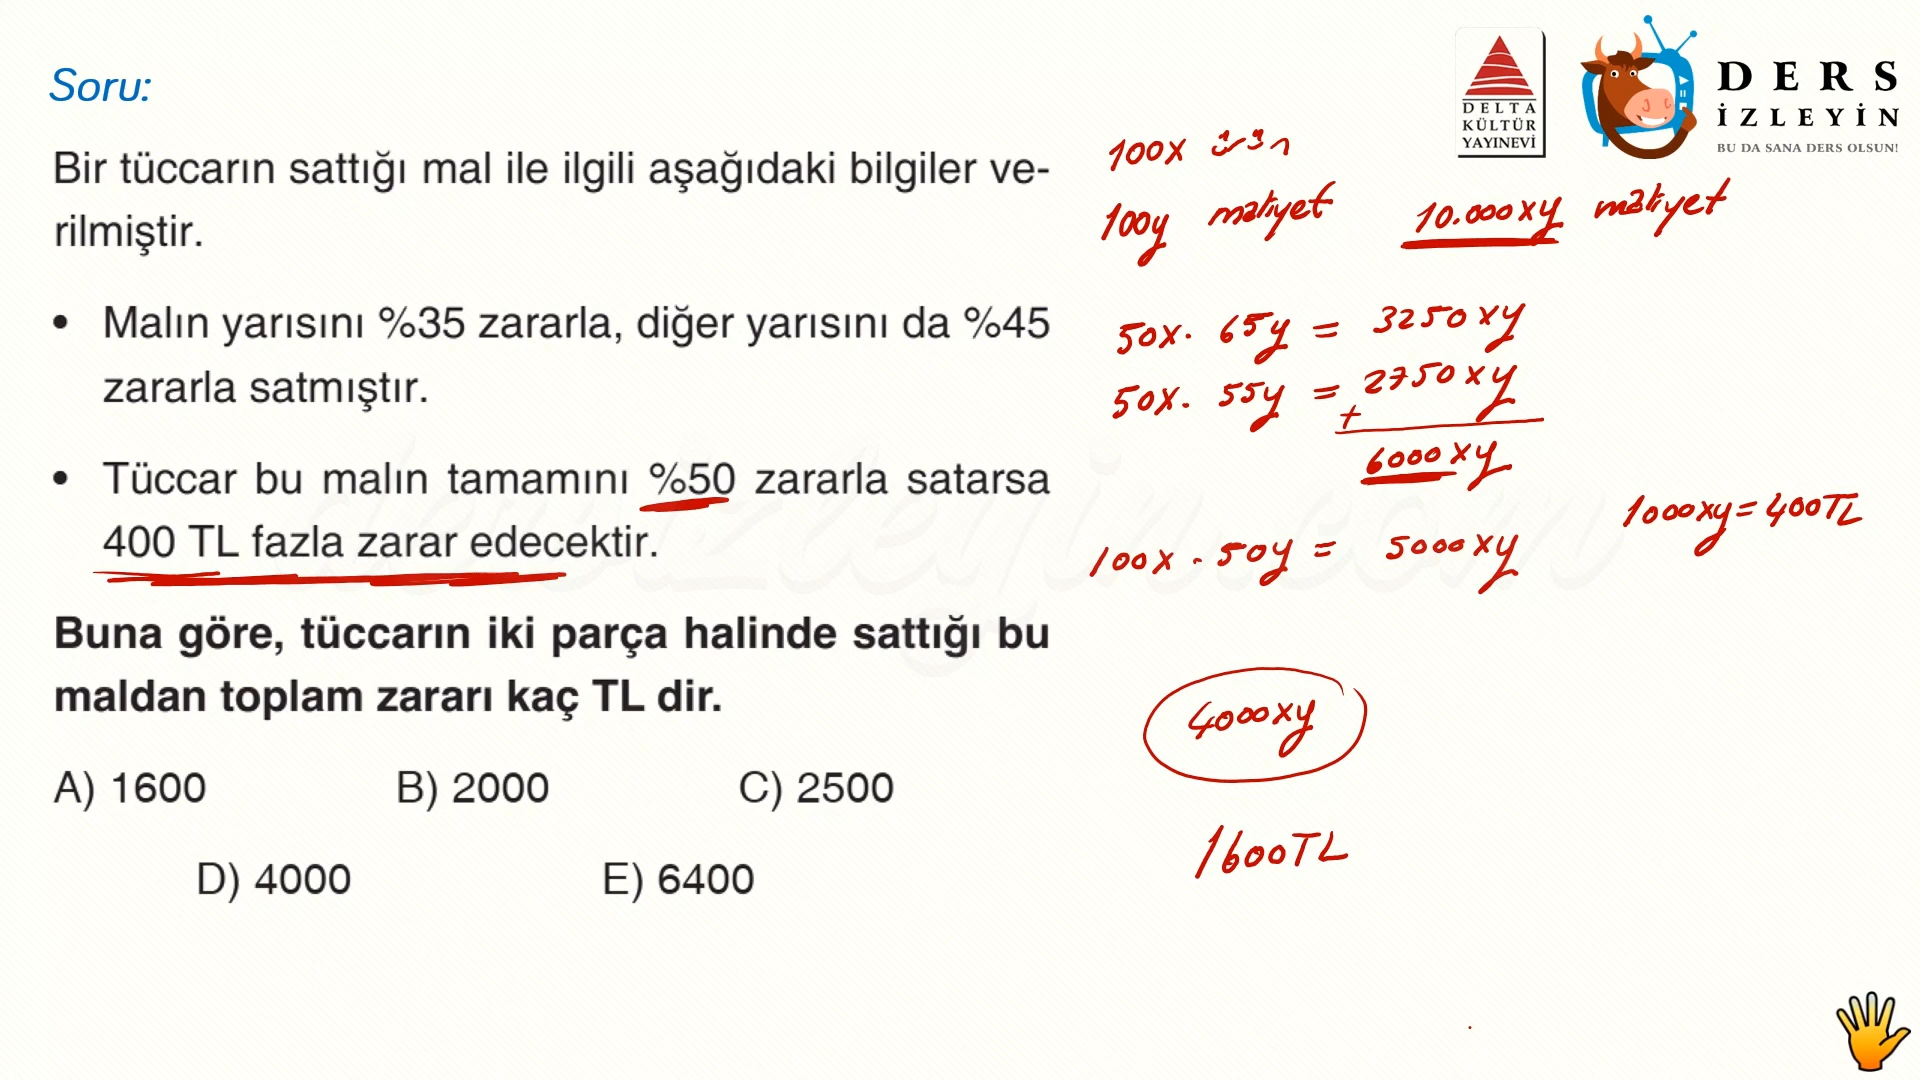 Soru:
Bir tüccarın sattığı mal ile ilgili aşağıdaki bilgiler ve-
rilmiştir.
• Malın yarısını %35 zararla, diğer yarısını da %45
zararla satmıştır.
• Tüccar bu malın tamamını %50 zararla satarsa
400 TL fazla zarar edecektir.
Buna göre, tüccarın iki parça halinde sattığı bu
maldan toplam zararı kaç TL dir.
A) 1600 B) 2000 C) 2500
D) 4000 E) 6400
DELTA
KÜLTÜR
YAYINEVİ
DERS
İZLEYİN
BU DA SANA DERS OLSUN!
100x ürün
100y maliyet 10.000xy maliyet
50x. 65y = 3250xy
50x. 55y = 2750xy
+
6000xy
1000xy = 400TL
100x . 50y = 5000xy
4000xy
1600TL
dersizleyin.com